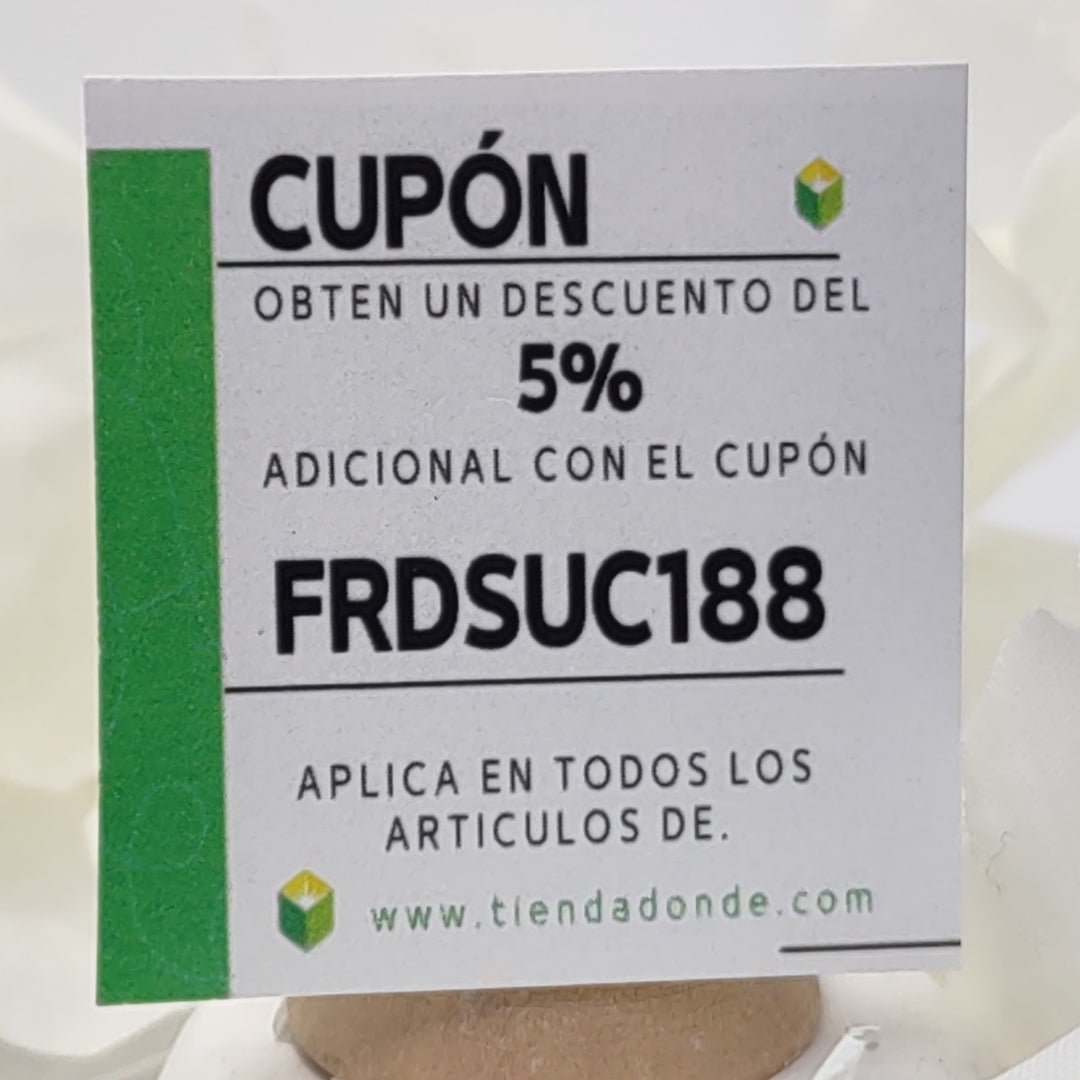 CUPÓN
OBTEN UN DESCUENTO DEL
5%
ADICIONAL CON EL CUPÓN
FRDSUC188
APLICA EN TODOS LOS
ARTICULOS DE.
www.tiendadonde.com